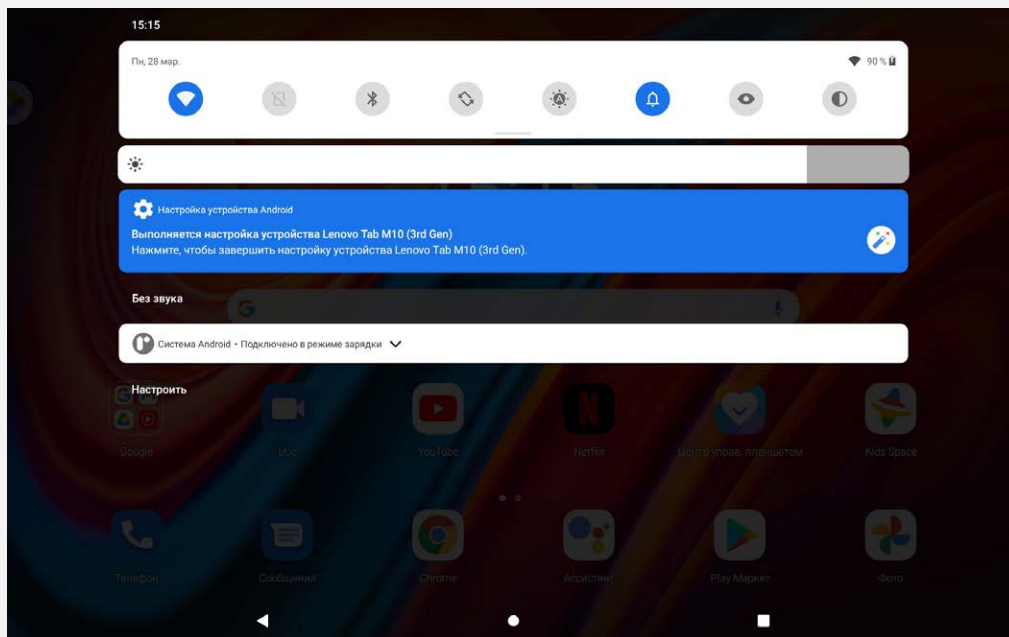 15:15
Пн, 28 мар.
90 %
Настройка устройства Android
Выполняется настройка устройства Lenovo Tab M10 (3rd Gen)
Нажмите, чтобы завершить настройку устройства Lenovo Tab M10 (3rd Gen).
Без звука
Система Android • Подключено в режиме зарядки
Настроить
Google
Duo
YouTube
Netflix
Центр управ. планшетом
Kids Space
Телефон
Сообщения
Chrome
Ассистент
Play Маркет
Фото